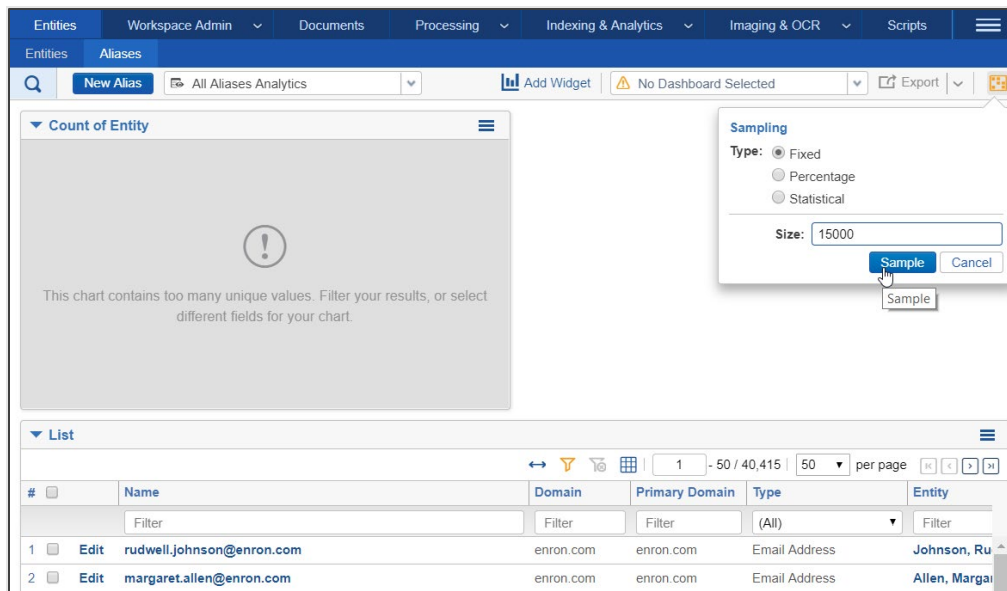 Entities Workspace Admin Documents Processing Indexing & Analytics Imaging & OCR Scripts
Entities Aliases
New Alias All Aliases Analytics Add Widget No Dashboard Selected Export
Count of Entity
This chart contains too many unique values. Filter your results, or select
different fields for your chart.
Sampling
Type: Fixed
Percentage
Statistical
Size: 15000
Sample Cancel
Sample
List
1 - 50 / 40,415 50 per page
# Name Domain Primary Domain Type Entity
Filter Filter Filter (All) Filter
1 Edit rudwell.johnson@enron.com enron.com enron.com Email Address Johnson, Ru
2 Edit margaret.allen@enron.com enron.com enron.com Email Address Allen, Margar